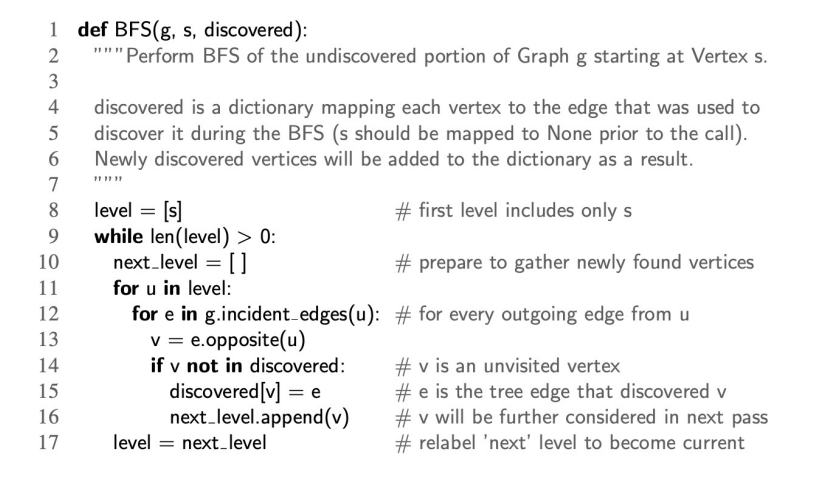 1 def BFS(g, s, discovered):
2 """Perform BFS of the undiscovered portion of Graph g starting at Vertex s.
3
4 discovered is a dictionary mapping each vertex to the edge that was used to
5 discover it during the BFS (s should be mapped to None prior to the call).
6 Newly discovered vertices will be added to the dictionary as a result.
7 """
8 level = [s] # first level includes only s
9 while len(level) > 0:
10 next_level = [ ] # prepare to gather newly found vertices
11 for u in level:
12 for e in g.incident_edges(u): # for every outgoing edge from u
13 v = e.opposite(u)
14 if v not in discovered: # v is an unvisited vertex
15 discovered[v] = e # e is the tree edge that discovered v
16 next_level.append(v) # v will be further considered in next pass
17 level = next_level # relabel 'next' level to become current